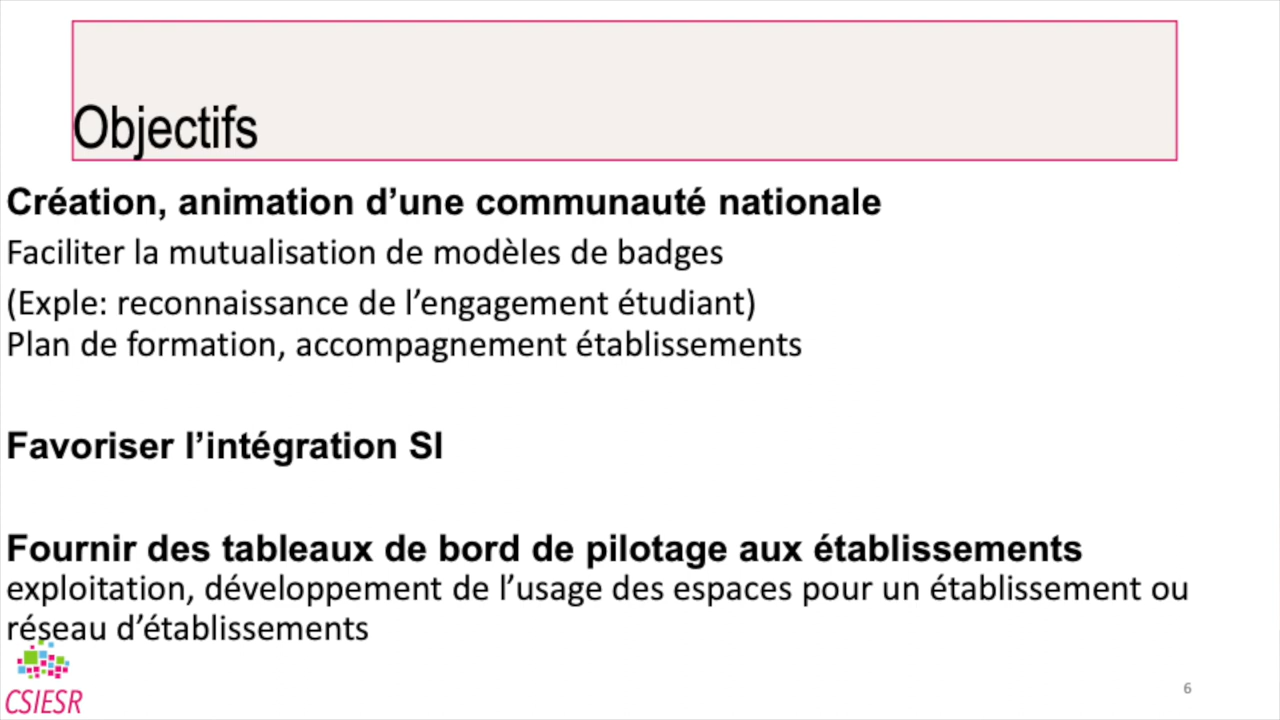 Objectifs
Création, animation d’une communauté nationale
Faciliter la mutualisation de modèles de badges
(Exple: reconnaissance de l’engagement étudiant)
Plan de formation, accompagnement établissements
Favoriser l’intégration SI
Fournir des tableaux de bord de pilotage aux établissements
exploitation, développement de l’usage des espaces pour un établissement ou
réseau d’établissements
CSIESR
6